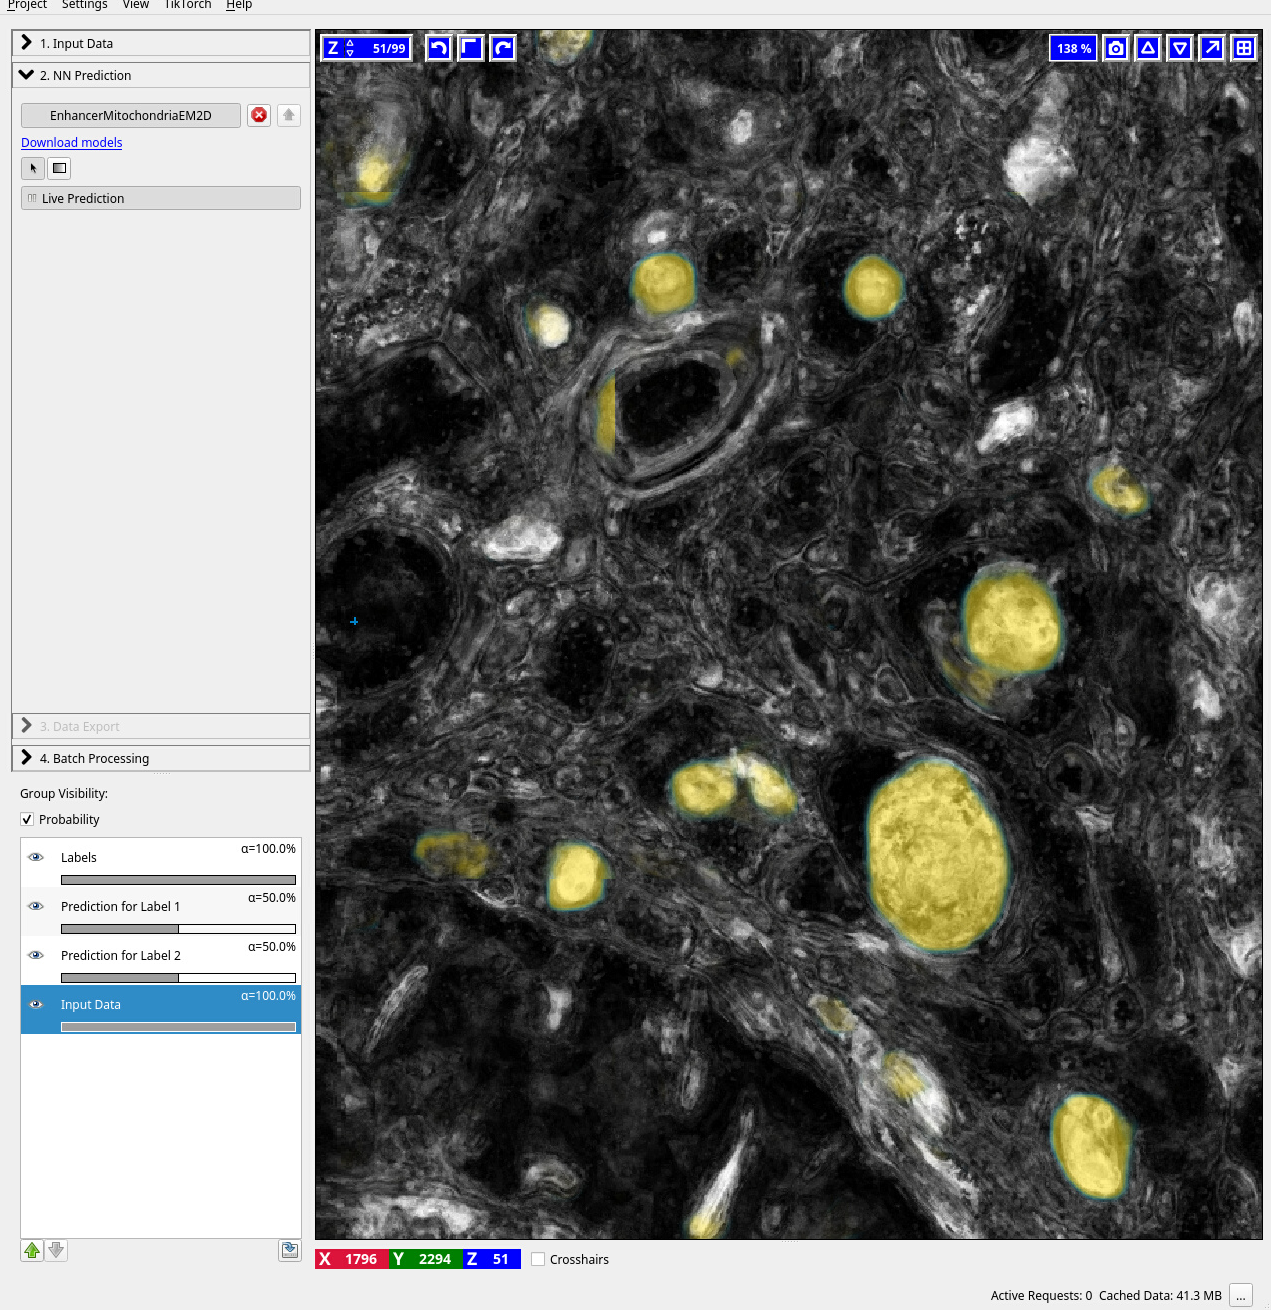 Project Settings View TikTorch Help
1. Input Data
2. NN Prediction
EnhancerMitochondriaEM2D
Download models
Live Prediction
3. Data Export
4. Batch Processing
Group Visibility:
Probability
α=100.0%
Labels
α=50.0%
Prediction for Label 1
α=50.0%
Prediction for Label 2
α=100.0%
Input Data
Z 51/99
138 %
X 1796 Y 2294 Z 51 Crosshairs
Active Requests: 0 Cached Data: 41.3 MB ...